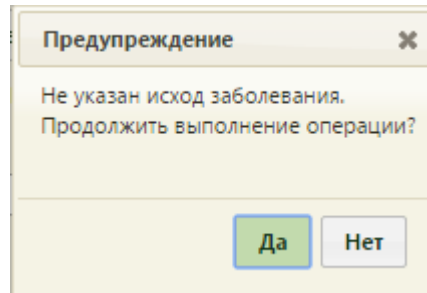 Предупреждение
Не указан исход заболевания.
Продолжить выполнение операции?
Да
Нет